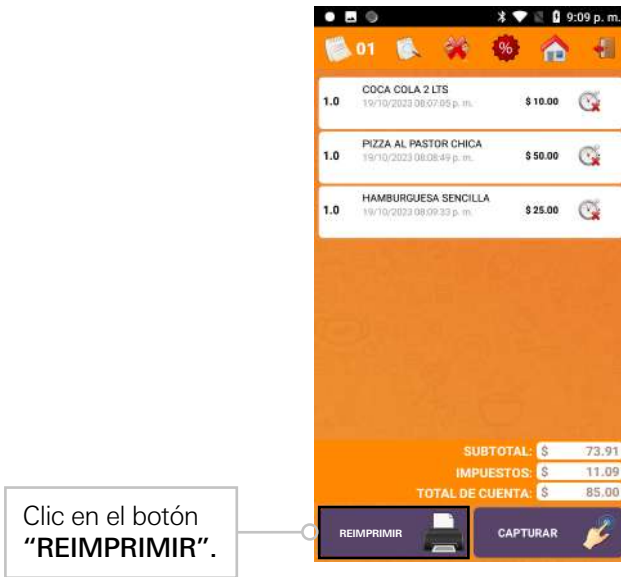 9:09 p. m.
01
%
COCA COLA 2 LTS
1.0 19/10/2023 08:07:05 p. m. $ 10.00
PIZZA AL PASTOR CHICA
1.0 19/10/2023 08:08:49 p. m. $ 50.00
HAMBURGUESA SENCILLA
1.0 19/10/2023 08:09:33 p. m. $ 25.00
SUBTOTAL: $ 73.91
IMPUESTOS: $ 11.09
TOTAL DE CUENTA: $ 85.00
REIMPRIMIR CAPTURAR
Clic en el botón
“REIMPRIMIR”.